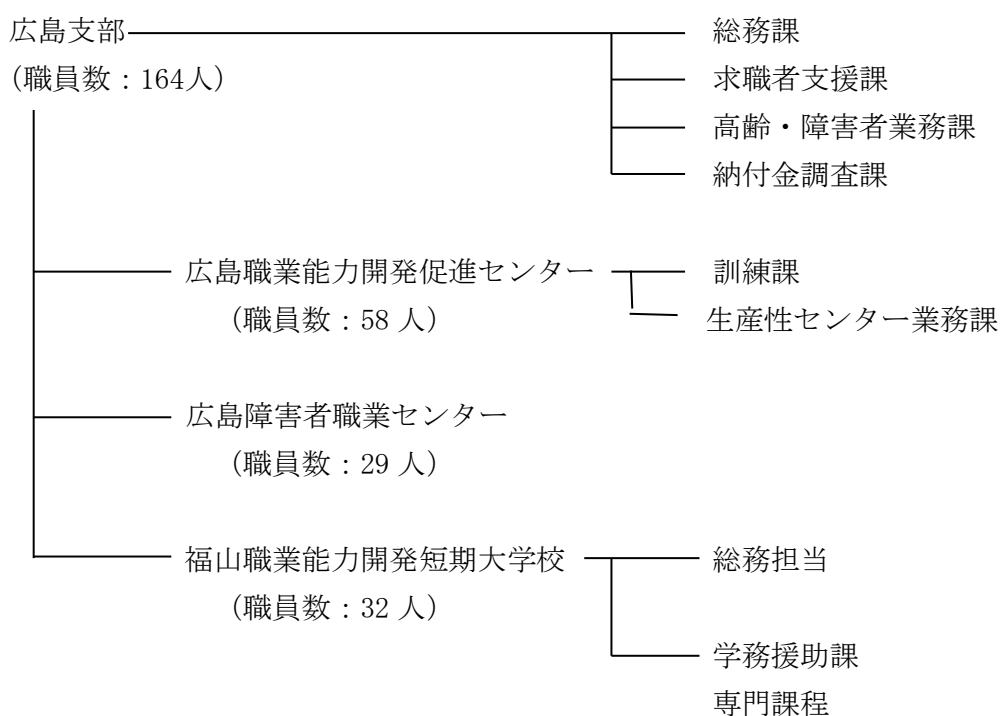 広島支部
総務課
(職員数：164人)
求職者支援課
高齢・障害者業務課
納付金調査課
広島職業能力開発促進センター
訓練課
(職員数：58 人)
生産性センター業務課
広島障害者職業センター
(職員数：29 人)
福山職業能力開発短期大学校
総務担当
(職員数：32 人)
学務援助課
専門課程